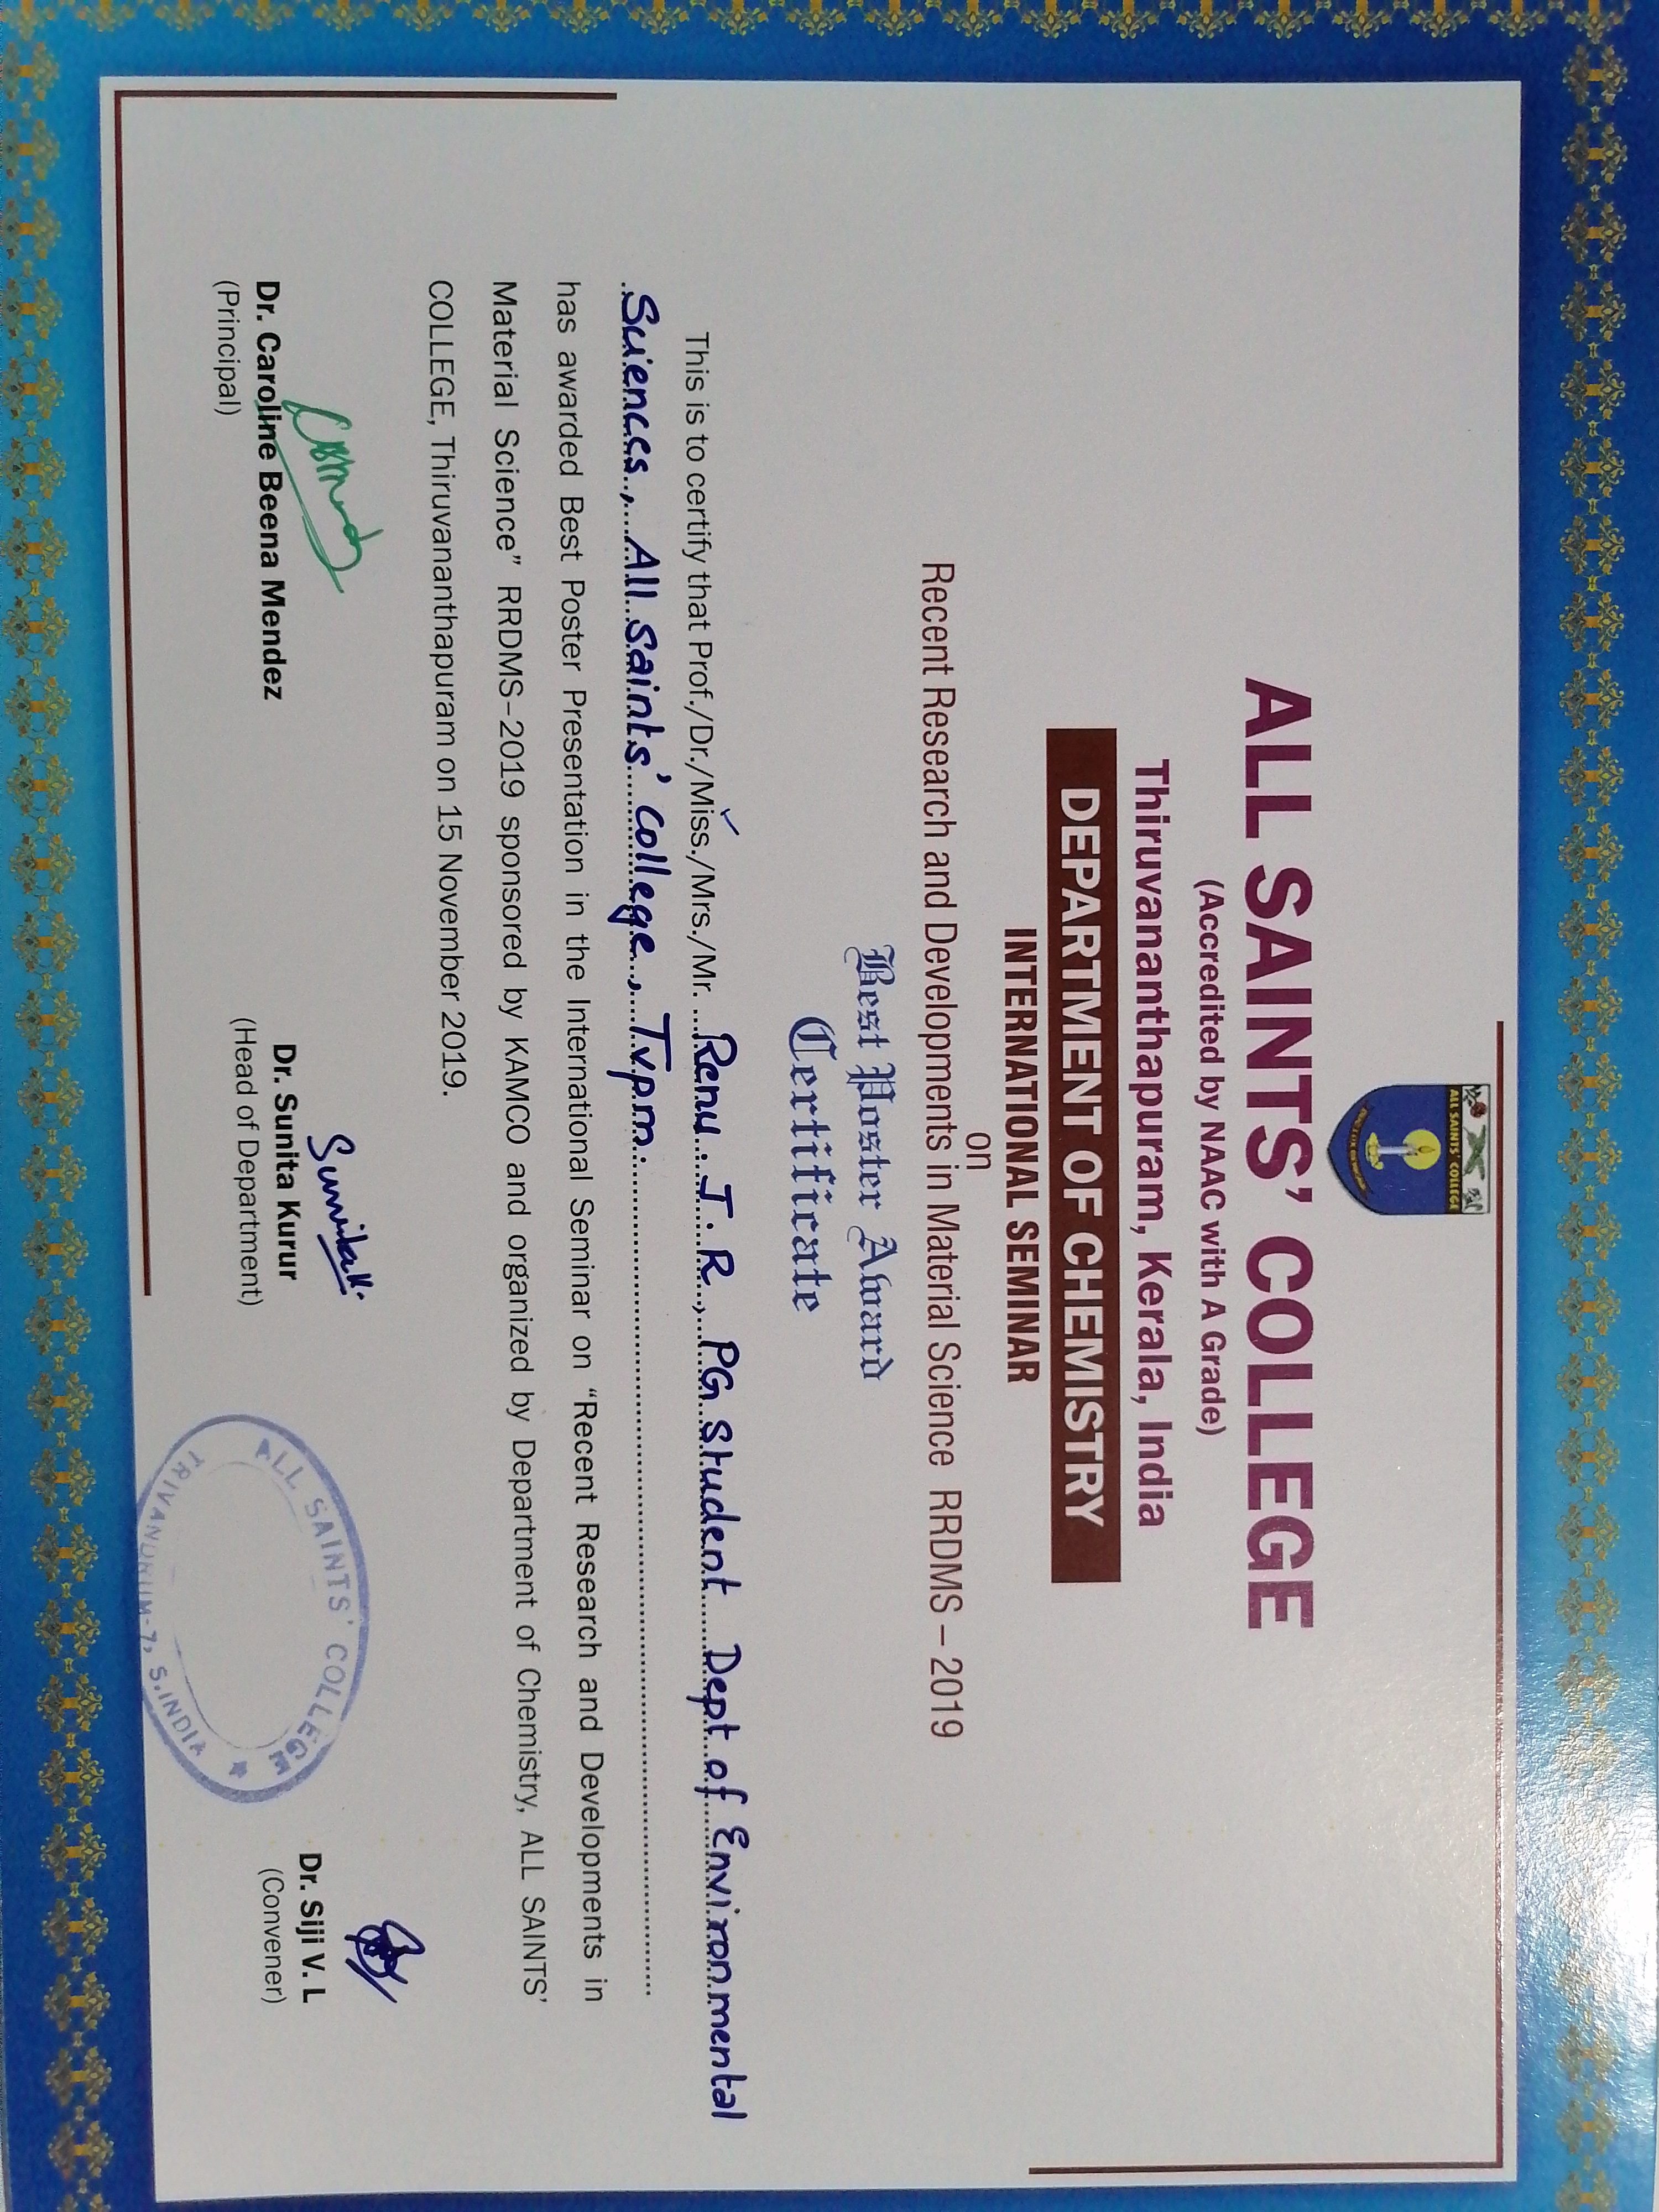 ALL SAINTS' COLLEGE
ALL SAINTS' COLLEGE
(Accredited by NAAC with A Grade)
Thiruvananthapuram, Kerala, India
DEPARTMENT OF CHEMISTRY
INTERNATIONAL SEMINAR
on
Recent Research and Developments in Material Science RRDMS – 2019
Best Poster Award
Certificate
This is to certify that Prof./Dr./Miss./Mrs./Mr. Renu. J. R, PG Student Dept of Environmental
Sciences, All Saints' College, Tvpm.
has awarded Best Poster Presentation in the International Seminar on “Recent Research and Developments in
Material Science” RRDMS–2019 sponsored by KAMCO and organized by Department of Chemistry, ALL SAINTS'
COLLEGE, Thiruvananthapuram on 15 November 2019.
Dr. Caroline Beena Mendez
(Principal)
Dr. Sunita Kurur
(Head of Department)
ALL SAINTS' COLLEGE
TRIVANDRUM-7, S.INDIA
Dr. Siji V. L
(Convener)